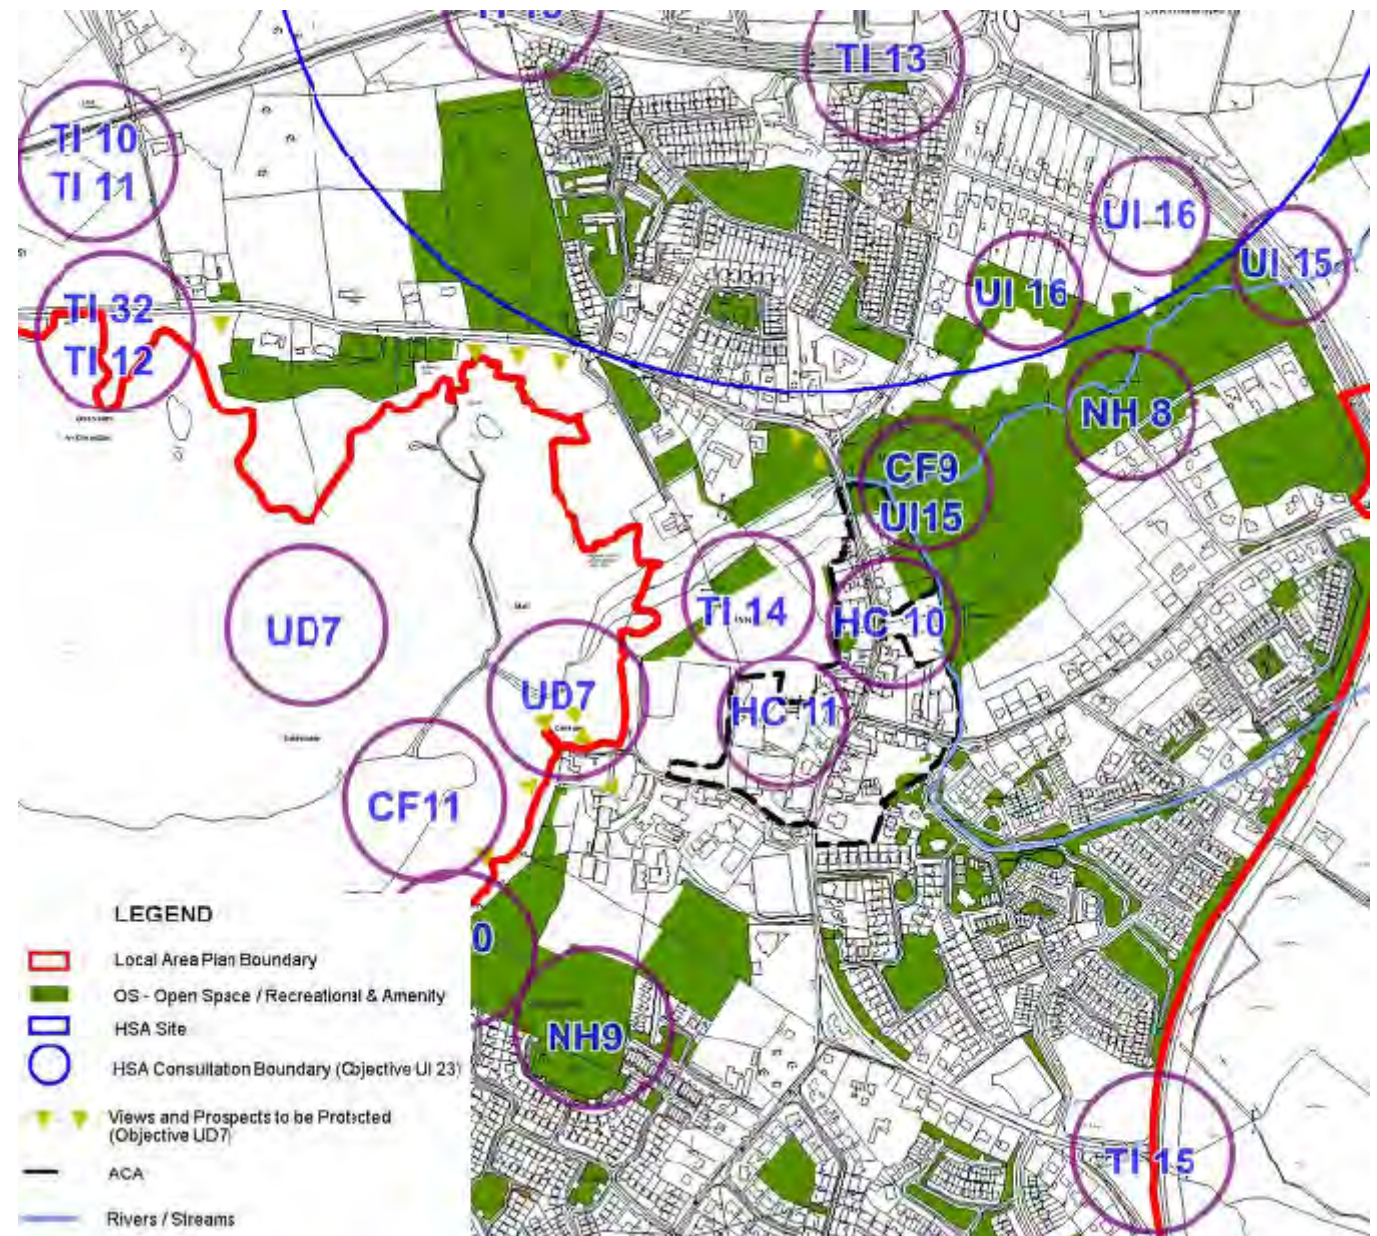 TI 13
TI 10
TI 11
UI 16
UI 15
UI 16
TI 32
TI 12
NH 8
CF9
UI15
TI 14
HC 10
UD7
UD7
HC 11
CF11
0
NH9
TI 15
LEGEND
Local Area Plan Boundary
OS - Open Space / Recreational & Amenity
HSA Site
HSA Consultation Boundary (Objective UI 23)
Views and Prospects to be Protected
(Objective UD7)
ACA
Rivers / Streams